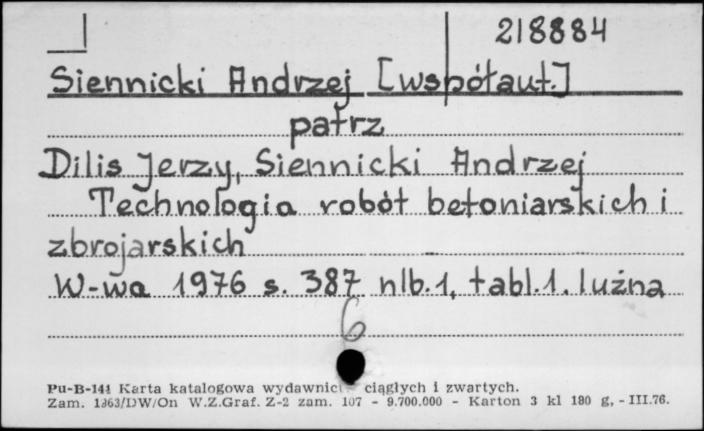 218884
Siennicki Andrzej [współaut.]
patrz
Dilis Jerzy, Siennicki Andrzej
Technologia robót betoniarskich i
zbrojarskich
W-wa 1976 s. 387 nlb.1, tabl.1. luźna
6
Pu-B-141 Karta katalogowa wydawnict ciągłych i zwartych.
Zam. 1363/DW/On W.Z.Graf. Z-2 zam. 107 - 9.700.000 - Karton 3 kl 180 g, - III.76.